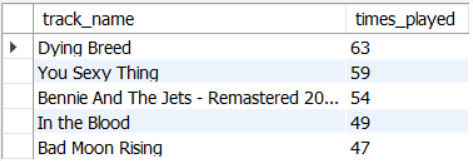 track_name times_played
Dying Breed 63
You Sexy Thing 59
Bennie And The Jets - Remastered 20... 54
In the Blood 49
Bad Moon Rising 47